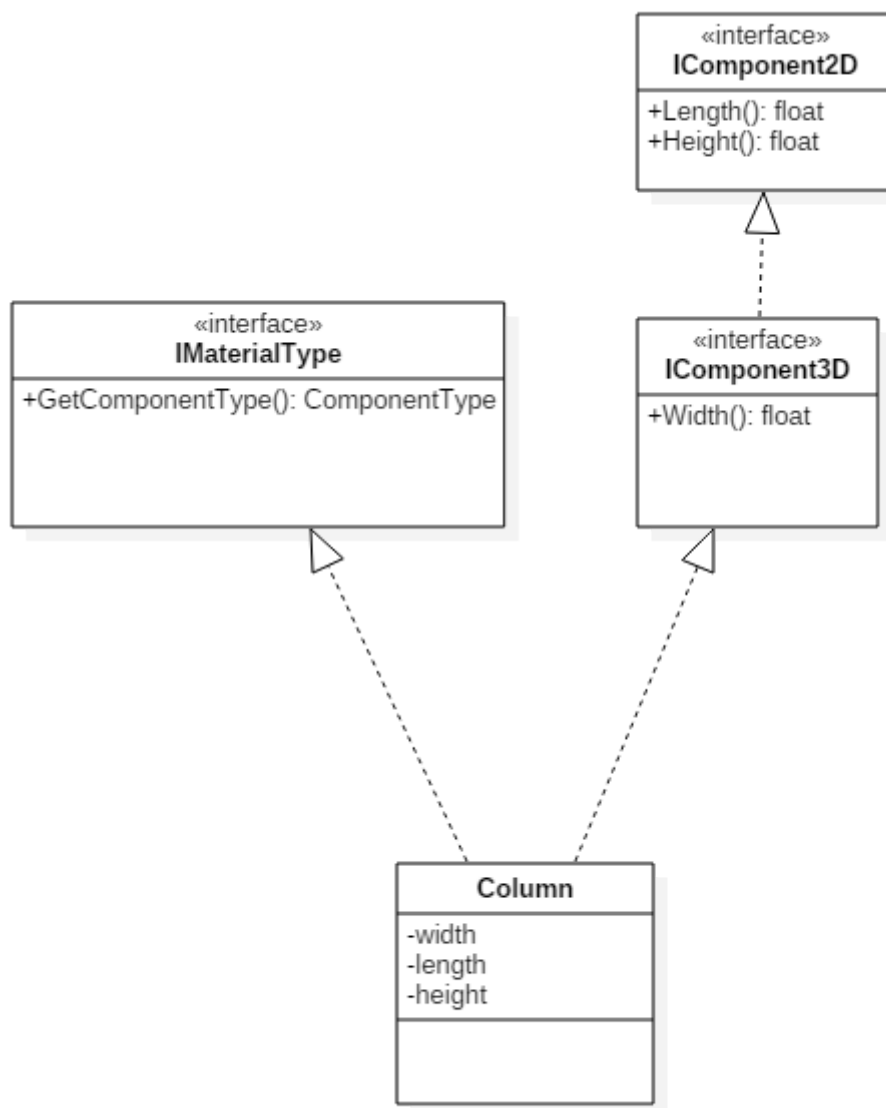 «interface»
IComponent2D
+Length(): float
+Height(): float
«interface»
IMaterialType
+GetComponentType(): ComponentType
«interface»
IComponent3D
+Width(): float
Column
-width
-length
-height